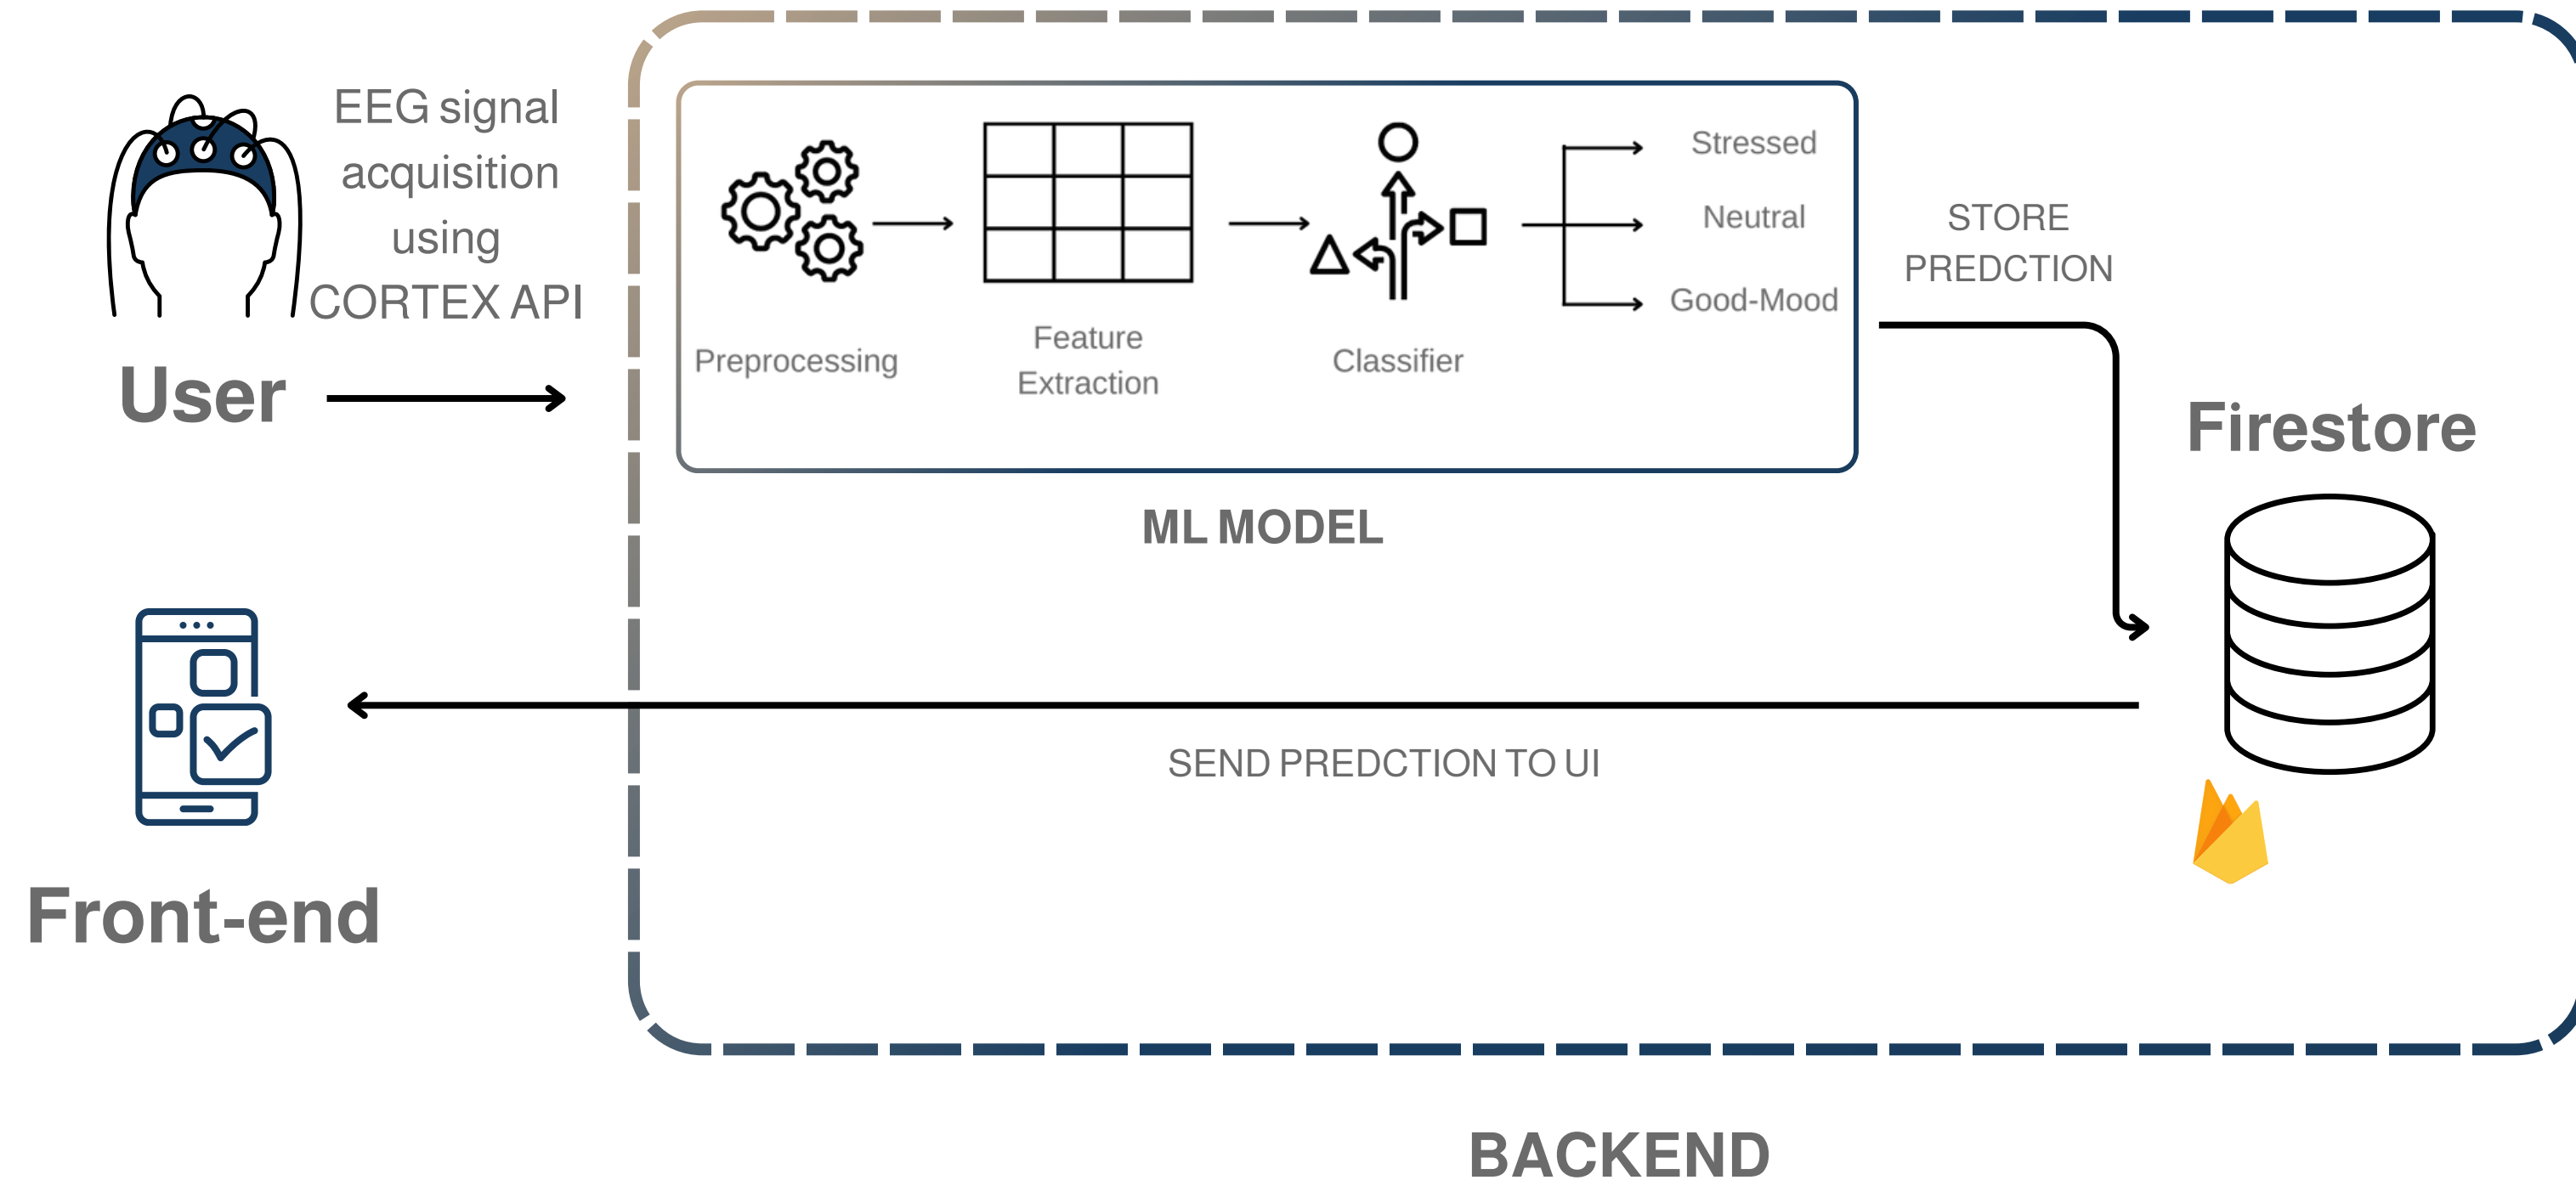 EEG signal
acquisition
using
CORTEX API
User
Preprocessing
Feature
Extraction
Classifier
Stressed
Neutral
Good-Mood
ML MODEL
STORE
PREDCTION
Firestore
SEND PREDCTION TO UI
Front-end
BACKEND